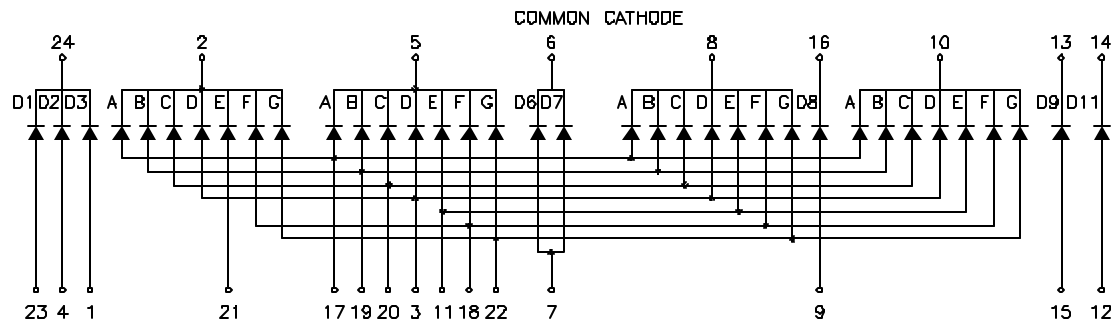 COMMON CATHODE
24 2 5 6 8 16 10 13 14
D1 D2 D3 A B C D E F G A B C D E F G D6 D7 A B C D E F G D8 A B C D E F G D9 D11
23 4 1 21 17 19 20 3 11 18 22 7 9 15 12